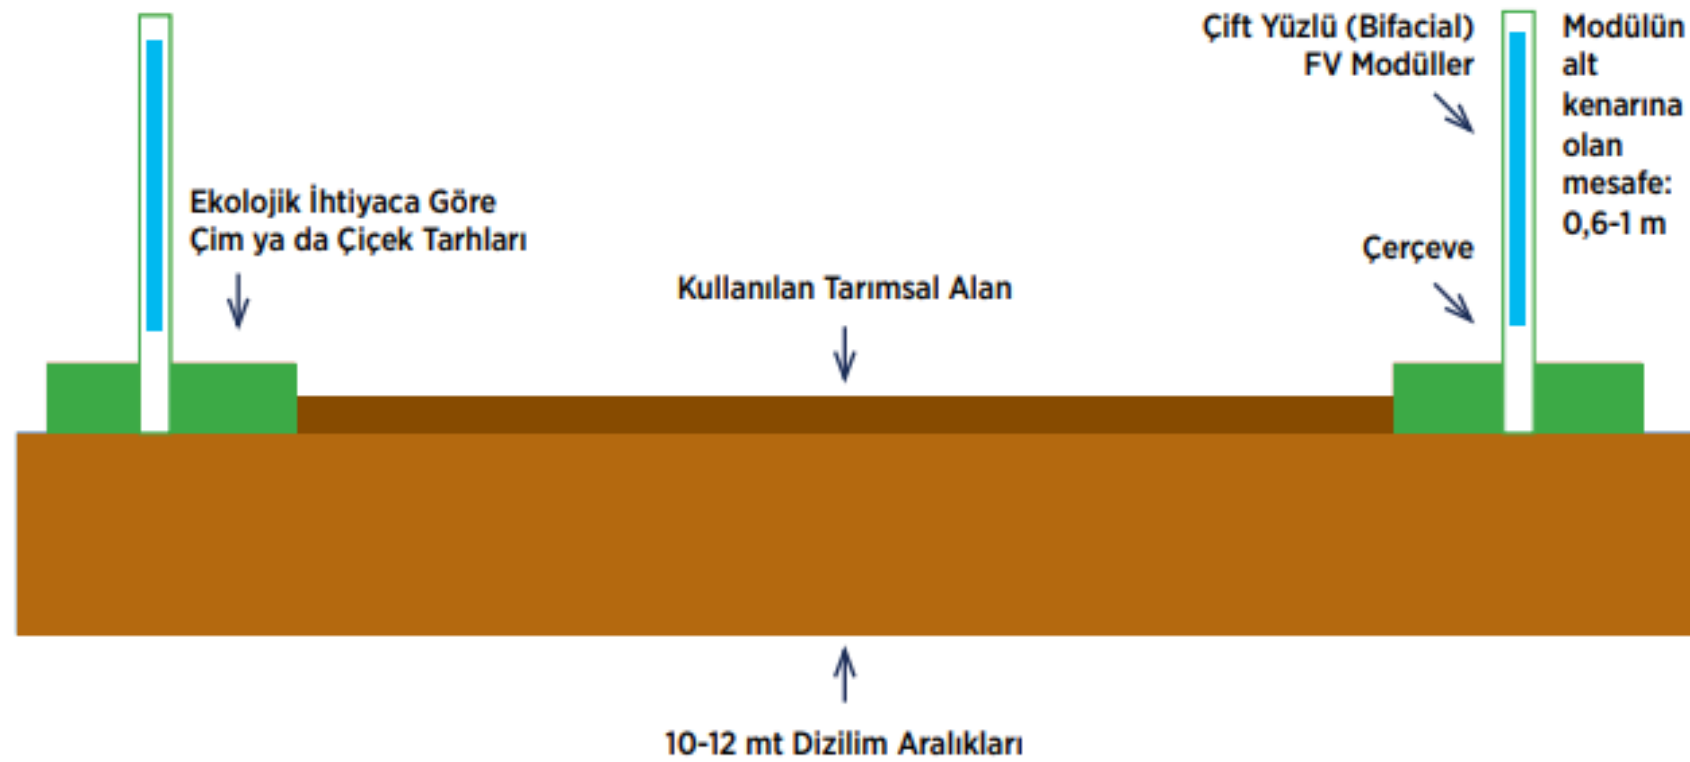 Çift Yüzlü (Bifacial)
FV Modüller
Modülün
alt
kenarına
olan
mesafe:
0,6-1 m
Ekolojik İhtiyaca Göre
Çim ya da Çiçek Tarhları
Çerçeve
Kullanılan Tarımsal Alan
10-12 mt Dizilim Aralıkları